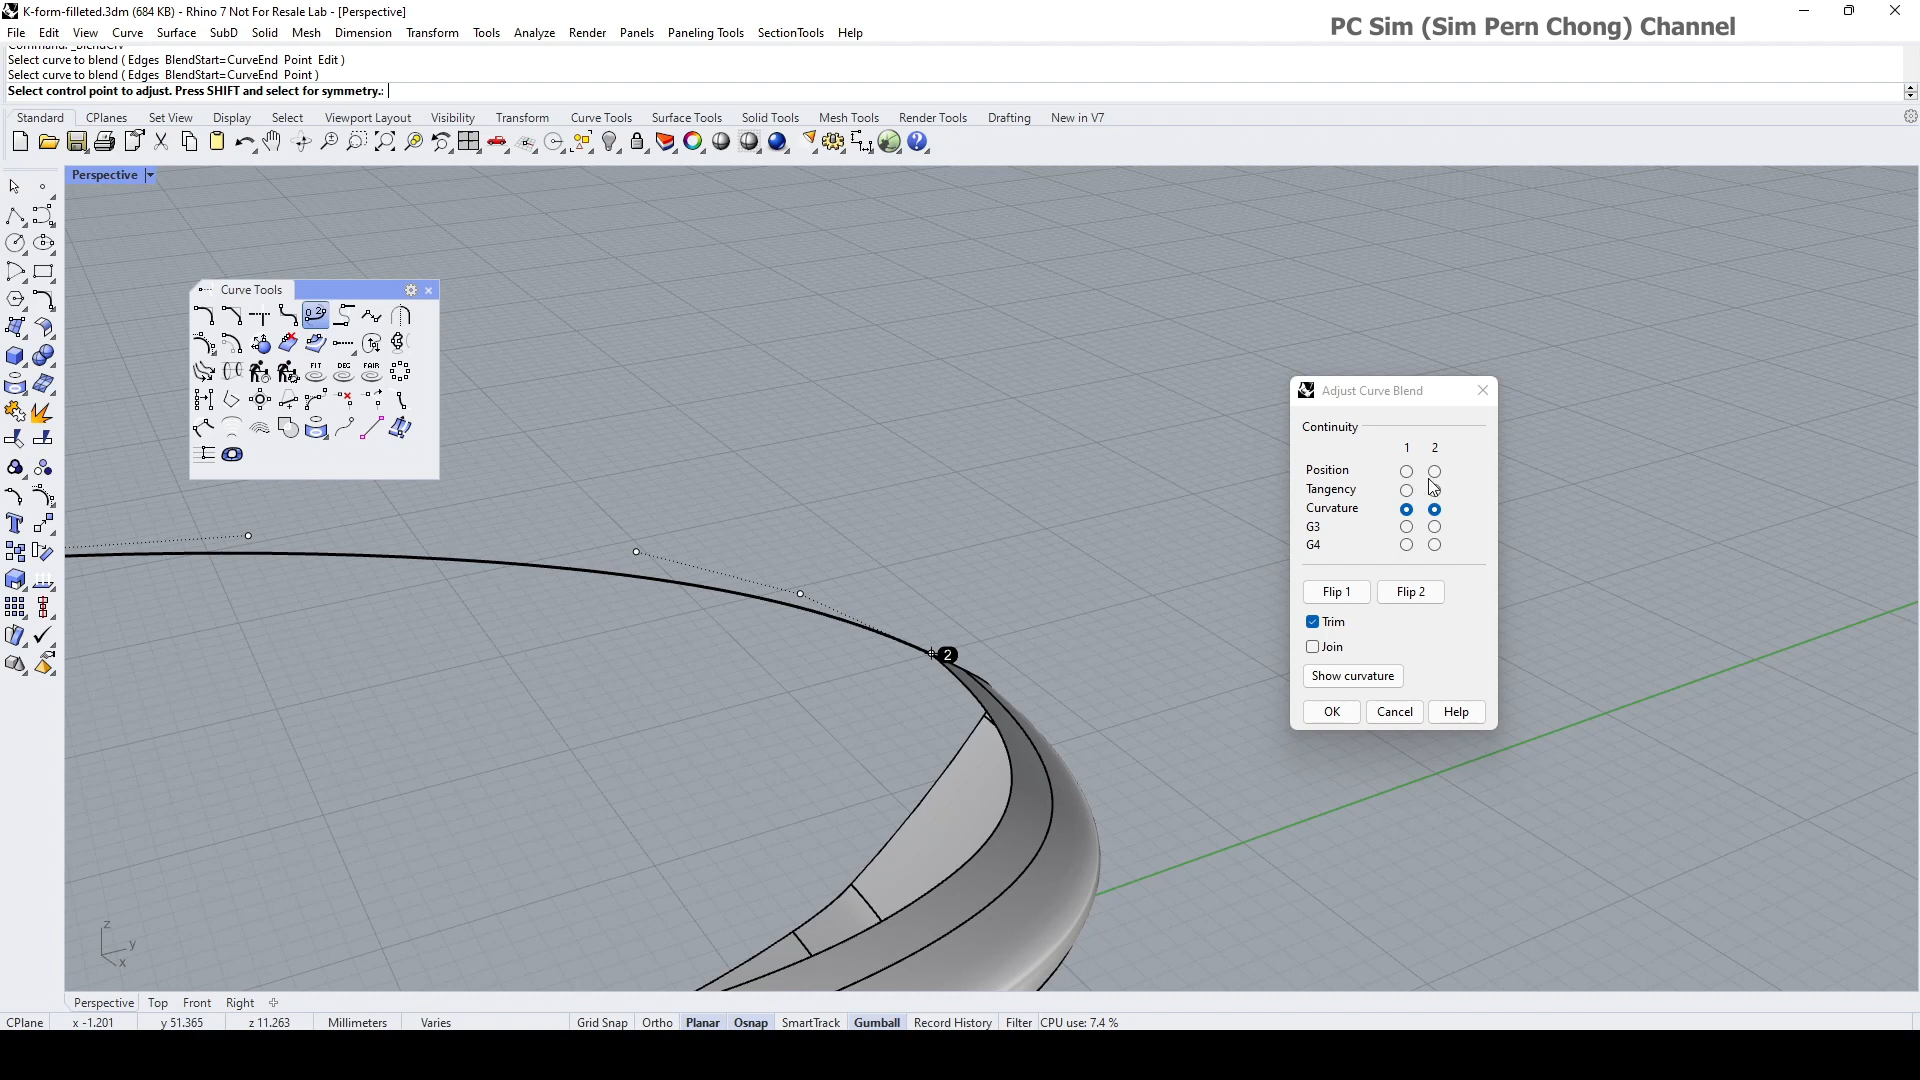 K-form-filleted.3dm (684 KB) - Rhino 7 Not For Resale Lab - [Perspective]
PC Sim (Sim Pern Chong) Channel
File Edit View Curve Surface SubD Solid Mesh Dimension Transform Tools Analyze Render Panels Paneling Tools SectionTools Help
Command: _BlendCrv
Select curve to blend ( Edges BlendStart=CurveEnd Point Edit )
Select curve to blend ( Edges BlendStart=CurveEnd Point )
Select control point to adjust. Press SHIFT and select for symmetry.:
Standard CPlanes Set View Display Select Viewport Layout Visibility Transform Curve Tools Surface Tools Solid Tools Mesh Tools Render Tools Drafting New in V7
Perspective
Curve Tools
FIT DEG FAIR
Adjust Curve Blend
Continuity
1 2
Position
Tangency
Curvature
G3
G4
Flip 1 Flip 2
Trim
Join
Show curvature
OK Cancel Help
2
z
y
x
Perspective Top Front Right
CPlane x -1.201 y 51.365 z 11.263 Millimeters Varies Grid Snap Ortho Planar Osnap SmartTrack Gumball Record History Filter CPU use: 7.4 %